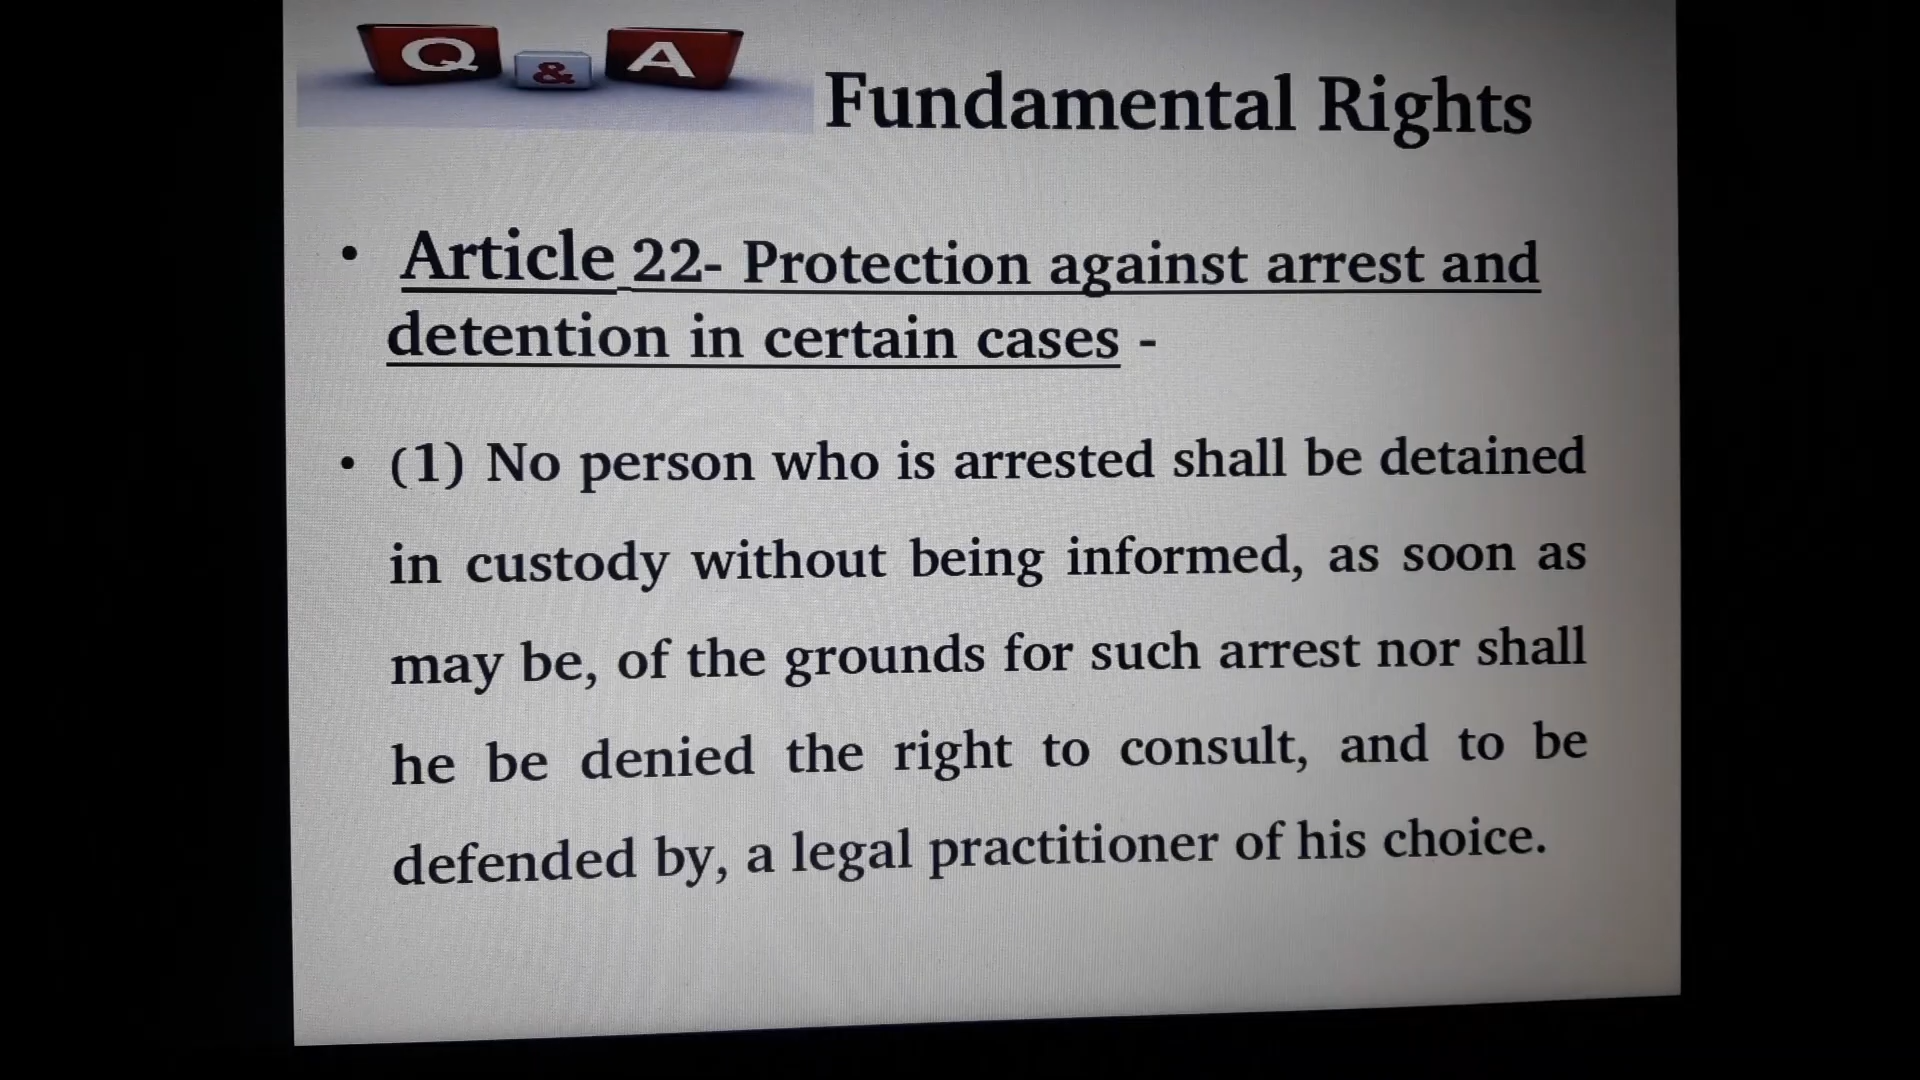 Q & A
Fundamental Rights
• Article 22- Protection against arrest and
detention in certain cases -
• (1) No person who is arrested shall be detained
in custody without being informed, as soon as
may be, of the grounds for such arrest nor shall
he be denied the right to consult, and to be
defended by, a legal practitioner of his choice.